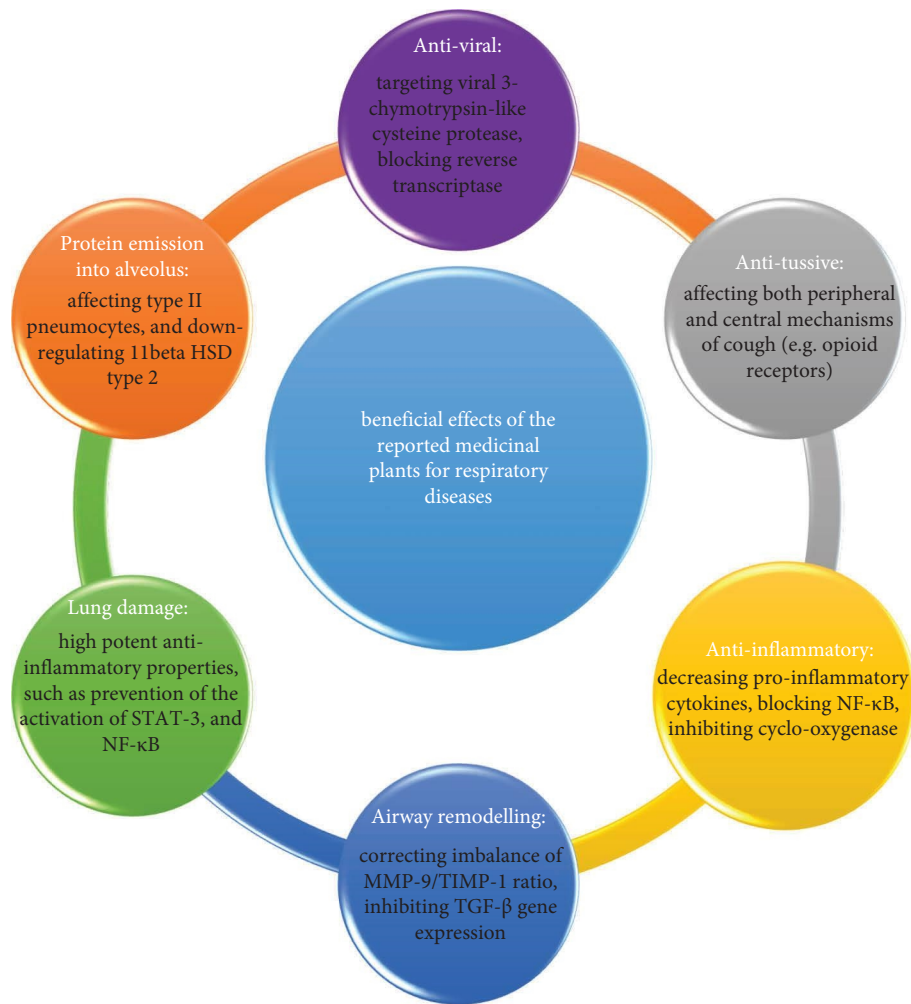 Anti-viral:
targeting viral 3-
chymotrypsin-like
cysteine protease,
blocking reverse
transcriptase
Anti-tussive:
affecting both peripheral
and central mechanisms
of cough (e.g. opioid
receptors)
Anti-inflammatory:
decreasing pro-inflammatory
cytokines, blocking NF-κB,
inhibiting cyclo-oxygenase
Airway remodelling:
correcting imbalance of
MMP-9/TIMP-1 ratio,
inhibiting TGF-β gene
expression
Lung damage:
high potent anti-
inflammatory properties,
such as prevention of the
activation of STAT-3, and
NF-κB
Protein emission
into alveolus:
affecting type II
pneumocytes, and down-
regulating 11beta HSD
type 2
beneficial effects of the
reported medicinal
plants for respiratory
diseases